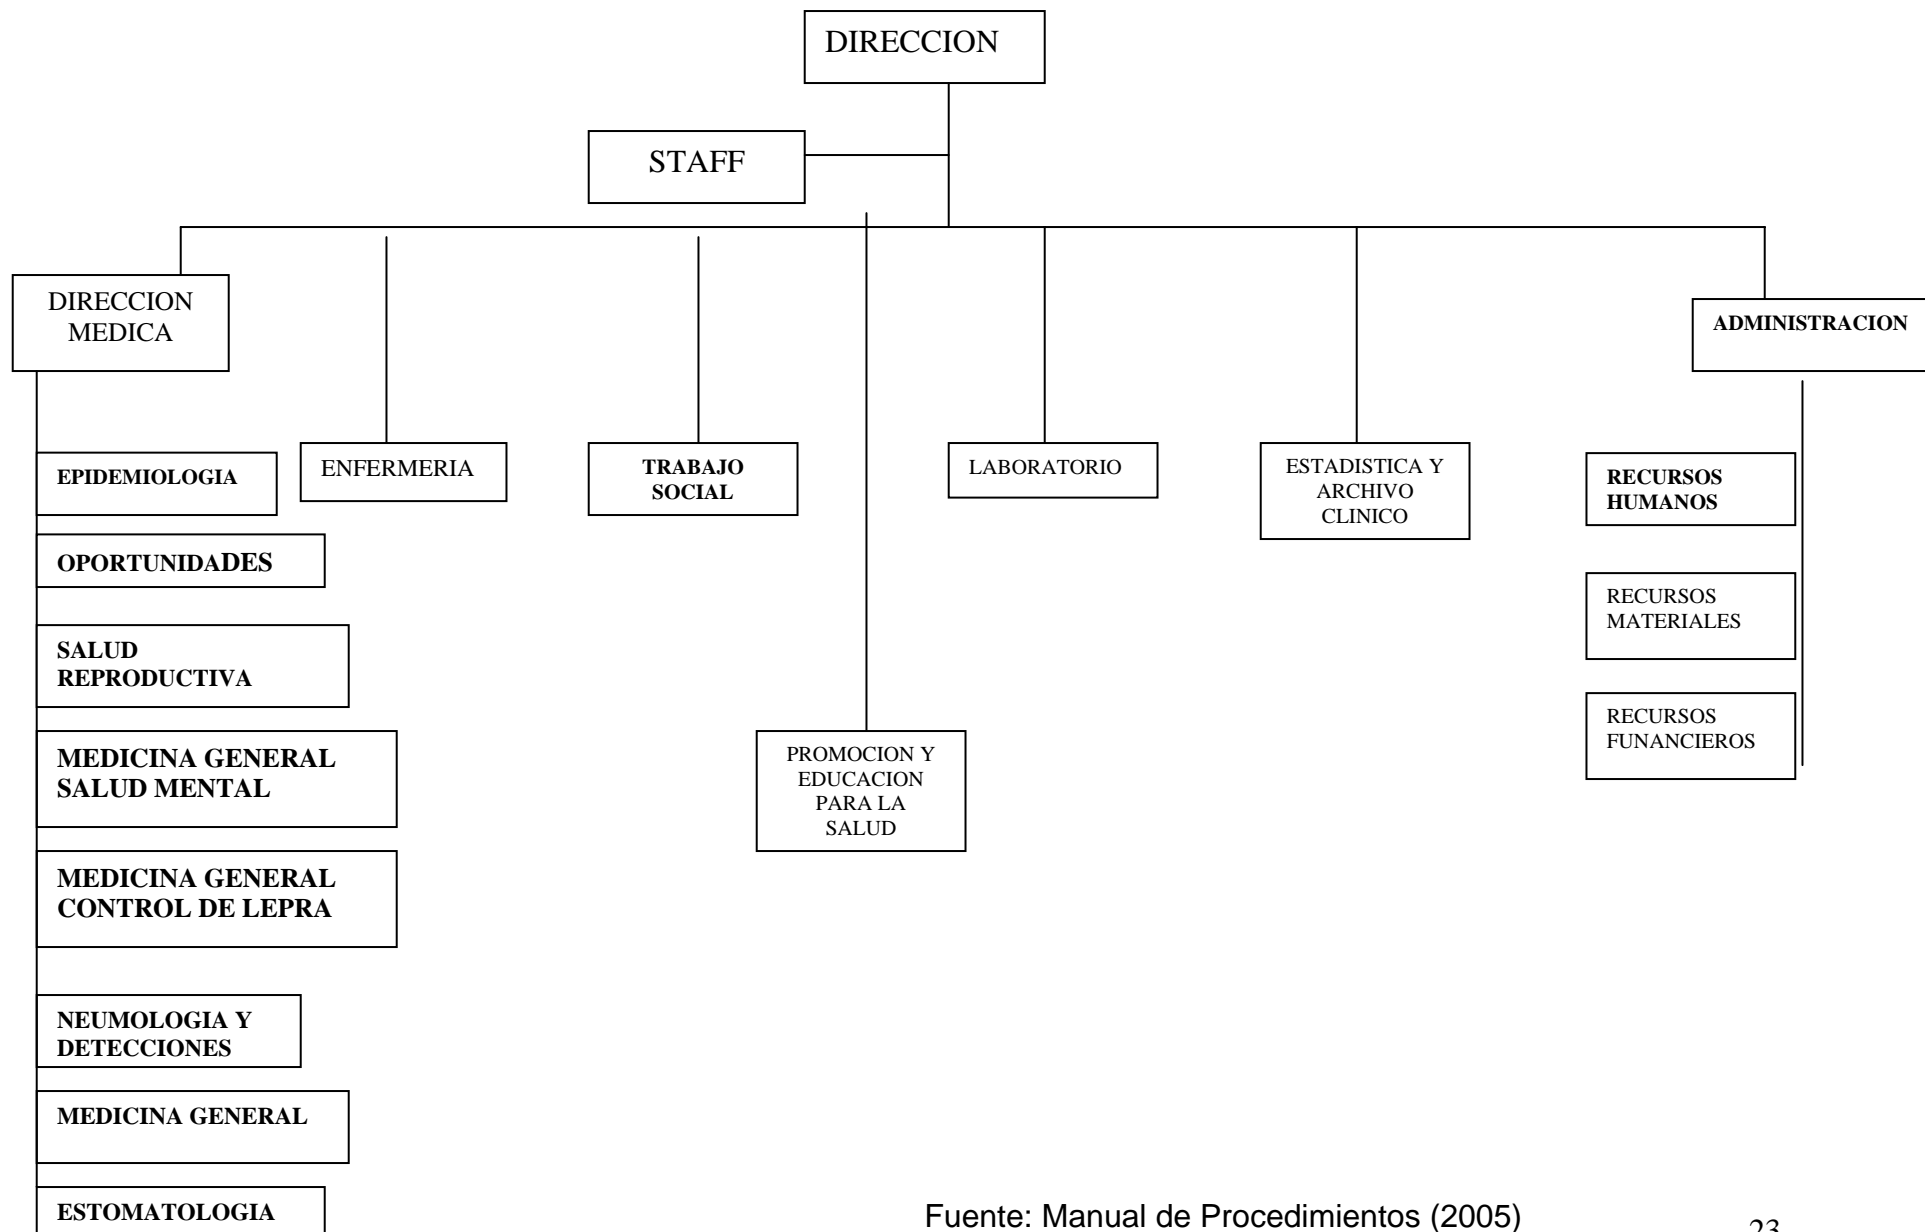 DIRECCION
STAFF
DIRECCION
MEDICA
ADMINISTRACION
EPIDEMIOLOGIA
ENFERMERIA
TRABAJO
SOCIAL
LABORATORIO
ESTADISTICA Y
ARCHIVO
CLINICO
RECURSOS
HUMANOS
OPORTUNIDADES
RECURSOS
MATERIALES
SALUD
REPRODUCTIVA
RECURSOS
FUNANCIEROS
MEDICINA GENERAL
SALUD MENTAL
PROMOCION Y
EDUCACION
PARA LA
SALUD
MEDICINA GENERAL
CONTROL DE LEPRA
NEUMOLOGIA Y
DETECCIONES
MEDICINA GENERAL
ESTOMATOLOGIA
Fuente: Manual de Procedimientos (2005)
23